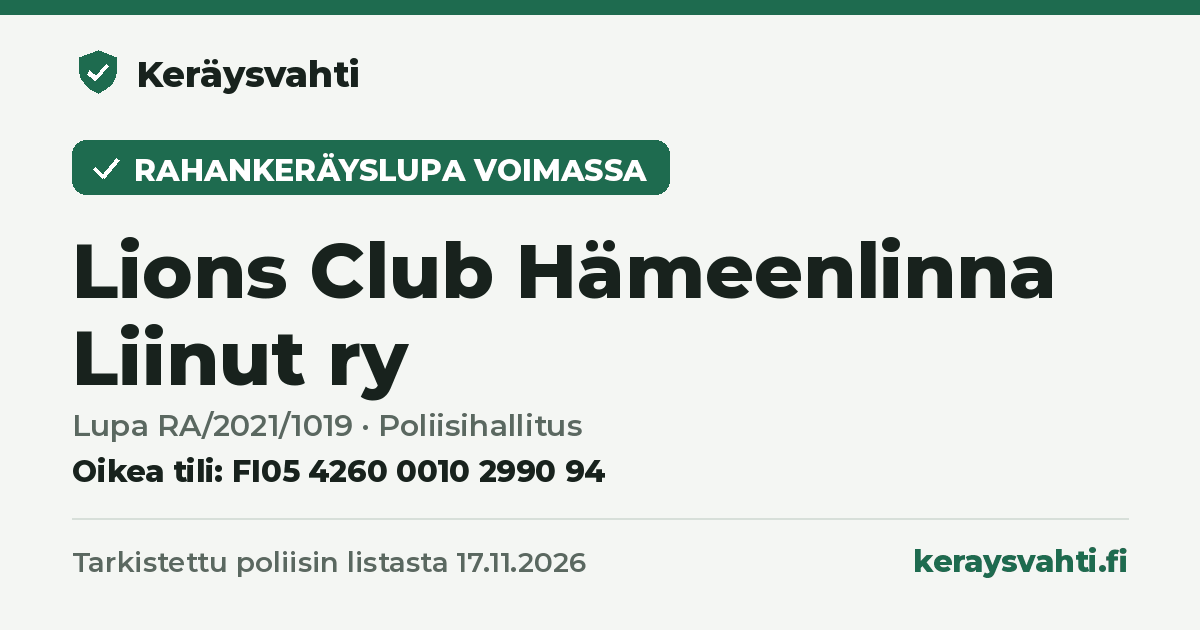 Keräysvahti
RAHANKERÄYSLUPA VOIMASSA
Lions Club Hämeenlinna
Liinut ry
Lupa RA/2021/1019 · Poliisihallitus
Oikea tili: FI05 4260 0010 2990 94
Tarkistettu poliisin listasta 17.11.2026
keraysvahti.fi